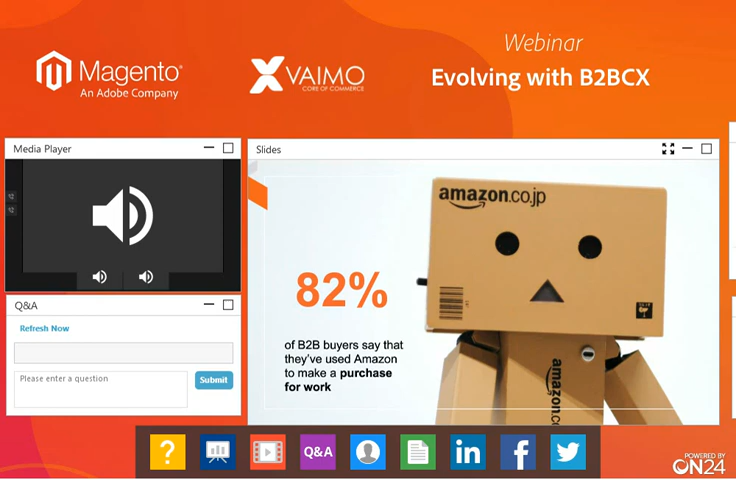 Webinar
Magento®
An Adobe Company
VAIMO
CORE OF COMMERCE
Evolving with B2BCX
Media Player
Slides
amazon.co.jp
82%
of B2B buyers say that
they've used Amazon
to make a purchase
for work
amazon.co
Q&A
Refresh Now
Please enter a question
Submit
?
Q&A
in
f
POWERED BY
ON24